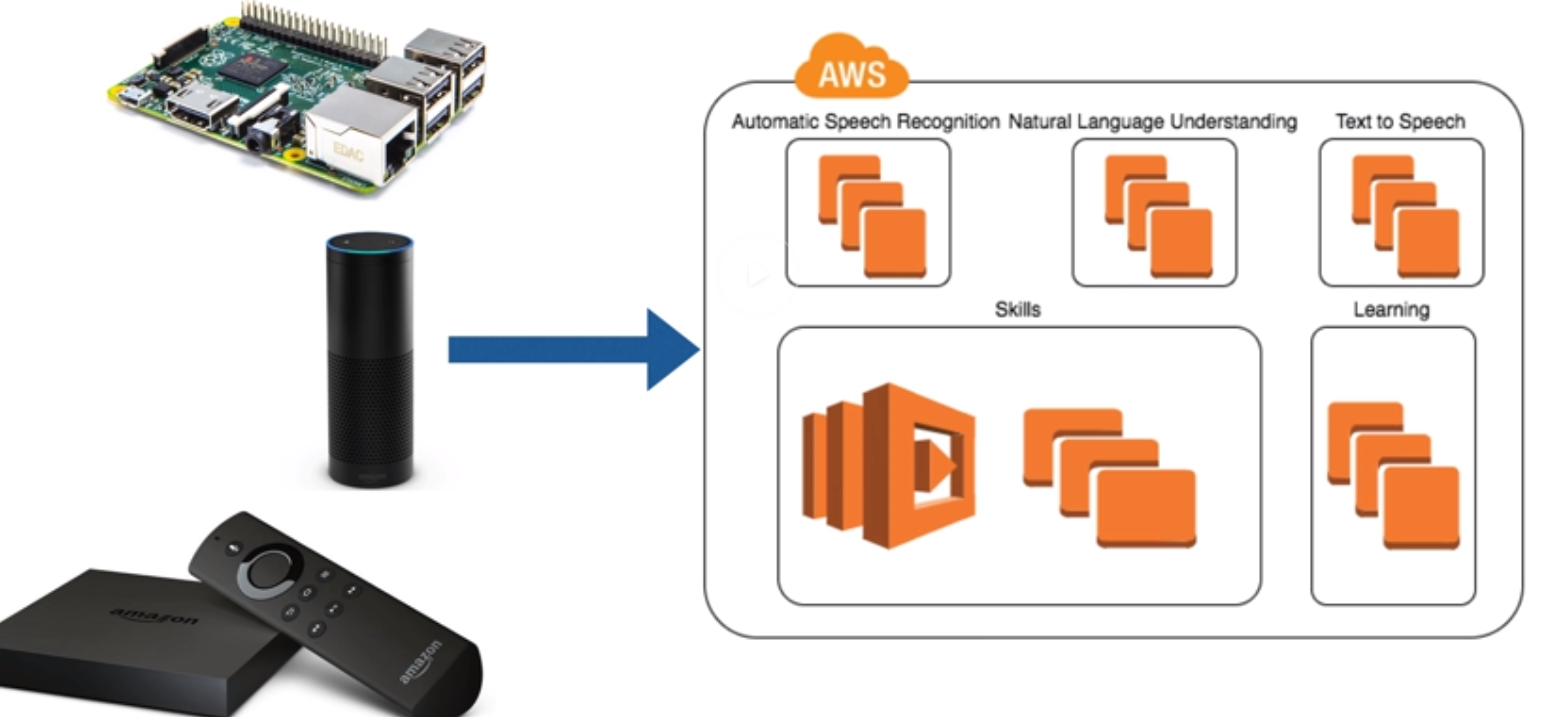 EDAC
amazon
amazon
AWS
Automatic Speech Recognition
Natural Language Understanding
Text to Speech
Skills
Learning